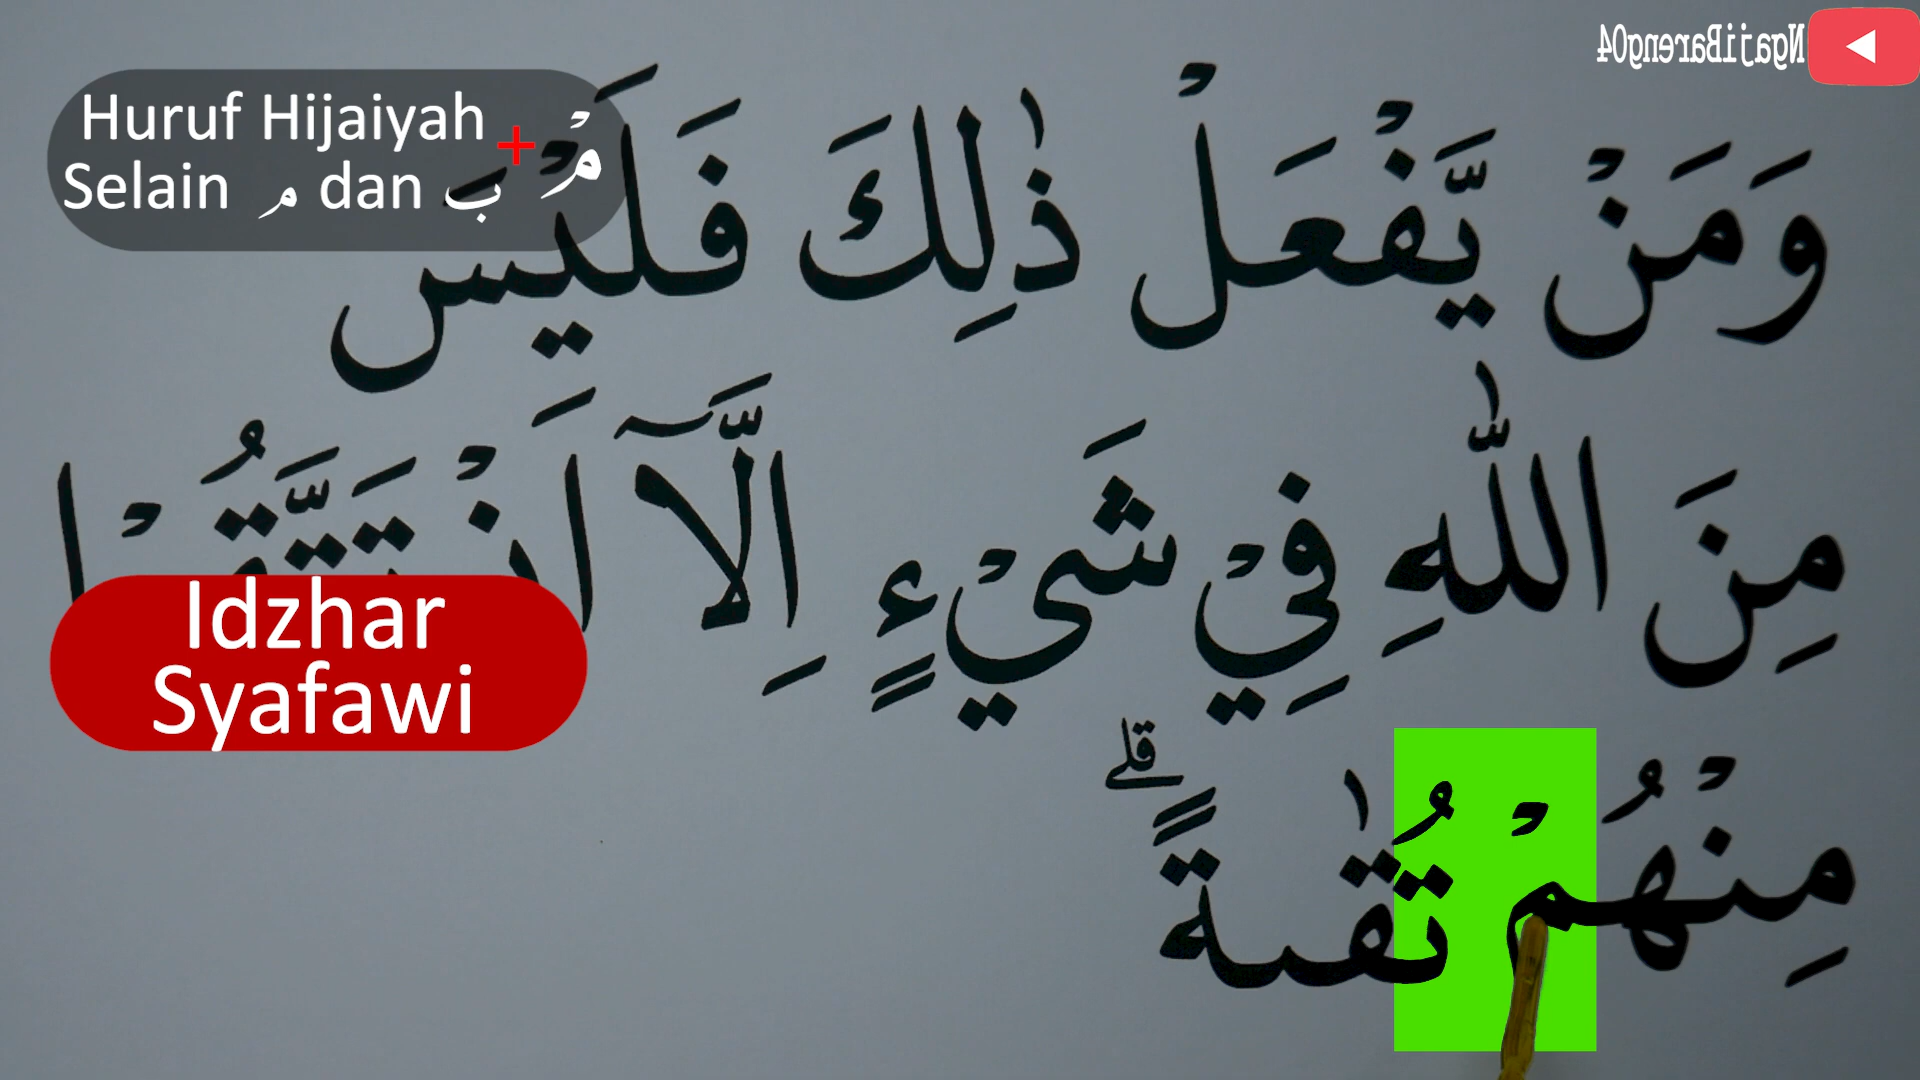 NgajiBareng04
Huruf Hijaiyah + مْ
Selain م dan ب
وَمَنْ يَّفْعَلْ ذٰلِكَ فَلَيْسَ
مِنَ اللّٰهِ فِيْ شَيْءٍ اِلَّآ اَنْ تَتَّقُوْا
Idzhar
Syafawi
مِنْهُمْ تُقٰىةً ۗ